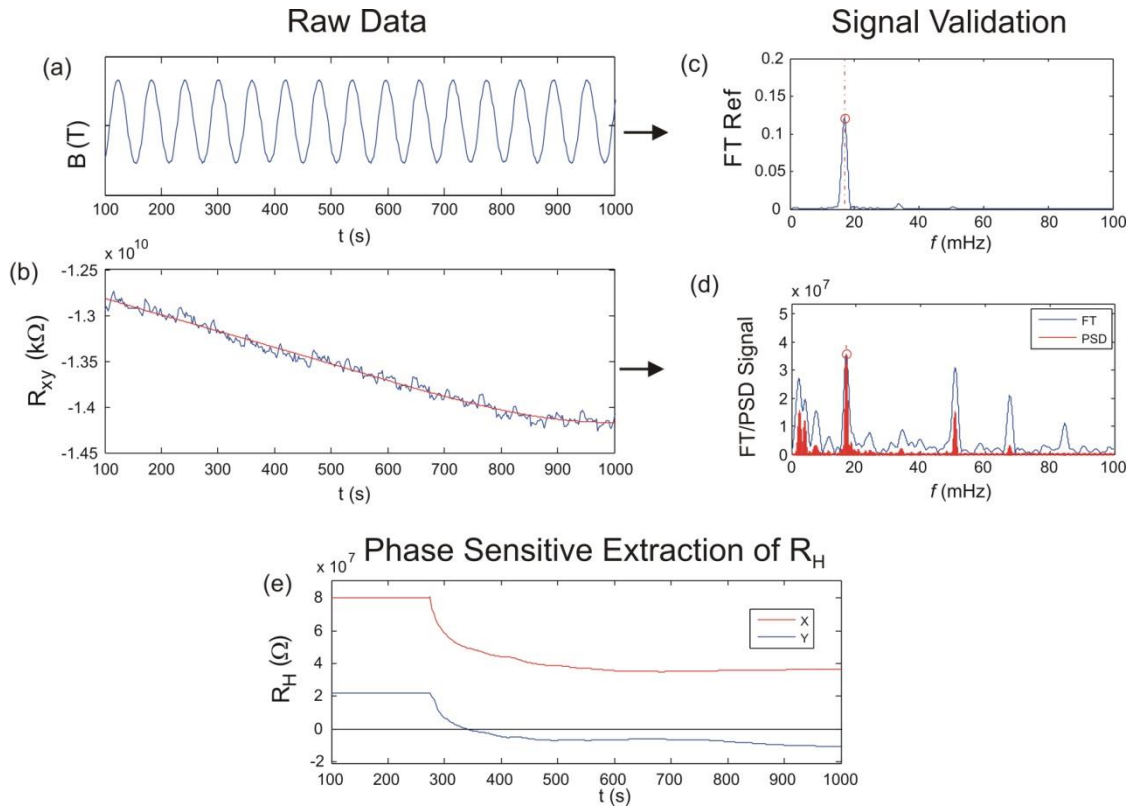 Raw Data
Signal Validation
(a)
B (T)
100 200 300 400 500 600 700 800 900 1000
t (s)
(c)
FT Ref
0.2
0.15
0.1
0.05
0
0 20 40 60 80 100
f (mHz)
(b)
x 10^10
R_xy (kΩ)
-1.25
-1.3
-1.35
-1.4
-1.45
100 200 300 400 500 600 700 800 900 1000
t (s)
(d)
x 10^7
FT/PSD Signal
5
4
3
2
1
0
FT
PSD
0 20 40 60 80 100
f (mHz)
Phase Sensitive Extraction of R_H
(e)
x 10^7
R_H (Ω)
8
6
4
2
0
-2
X
Y
100 200 300 400 500 600 700 800 900 1000
t (s)